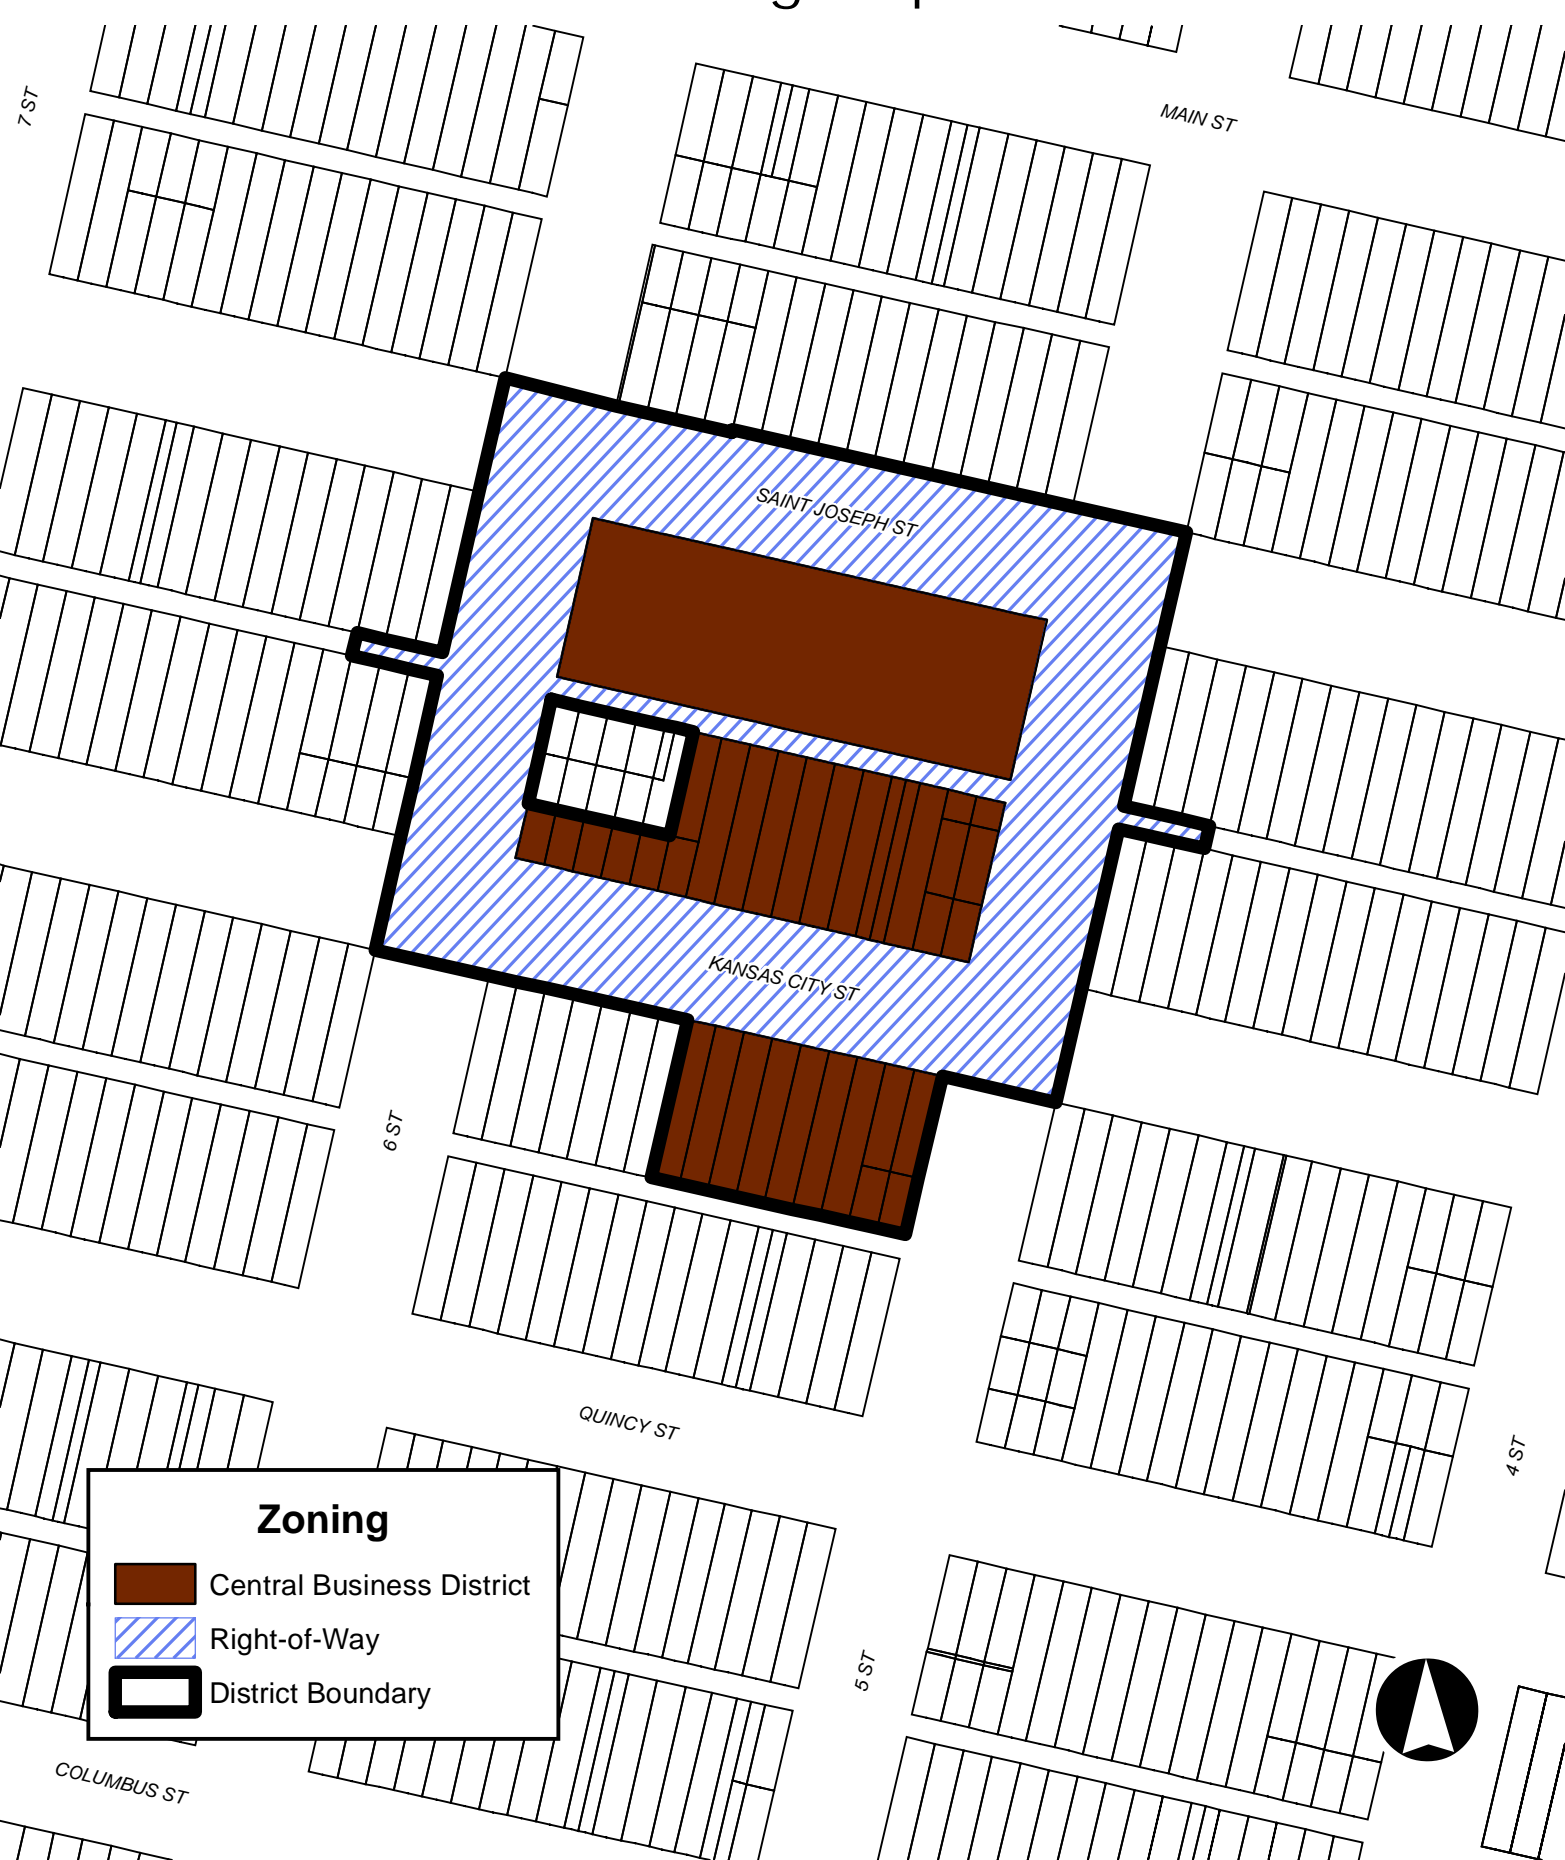 7 ST
MAIN ST
SAINT JOSEPH ST
KANSAS CITY ST
6 ST
QUINCY ST
4 ST
Zoning
Central Business District
Right-of-Way
District Boundary
5 ST
COLUMBUS ST